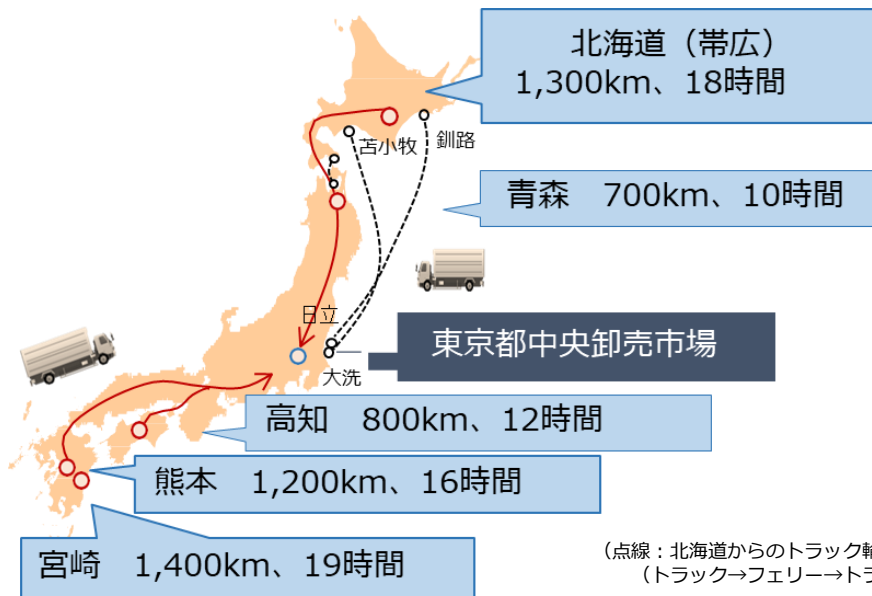 北海道（帯広）
1,300km、18時間
苫小牧
釧路
青森　700km、10時間
日立
東京都中央卸売市場
大洗
高知　800km、12時間
熊本　1,200km、16時間
宮崎　1,400km、19時間
（点線：北海道からのトラック輸
（トラック→フェリー→トラ